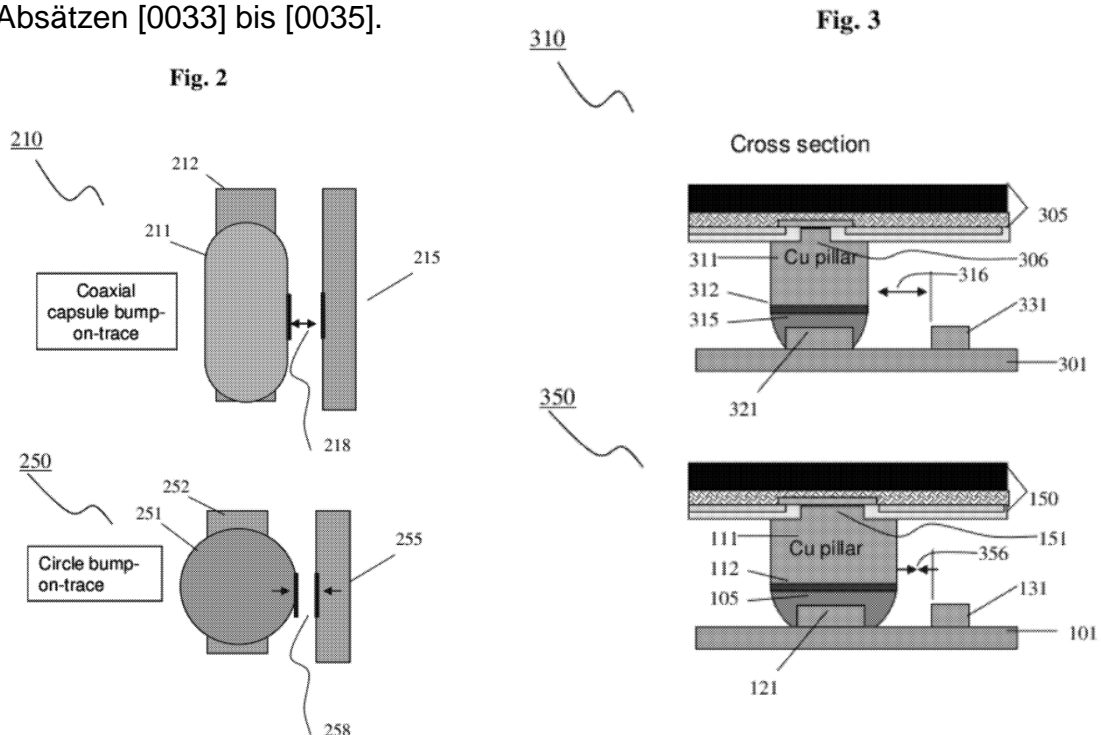 Absätzen [0033] bis [0035].
Fig. 2
210
212
211
215
Coaxial
capsule bump-
on-trace
218
250
252
251
255
Circle bump-
on-trace
258
Fig. 3
310
Cross section
305
311
Cu pillar
306
312
316
315
331
301
321
350
150
111
Cu pillar
151
112
356
105
131
101
121